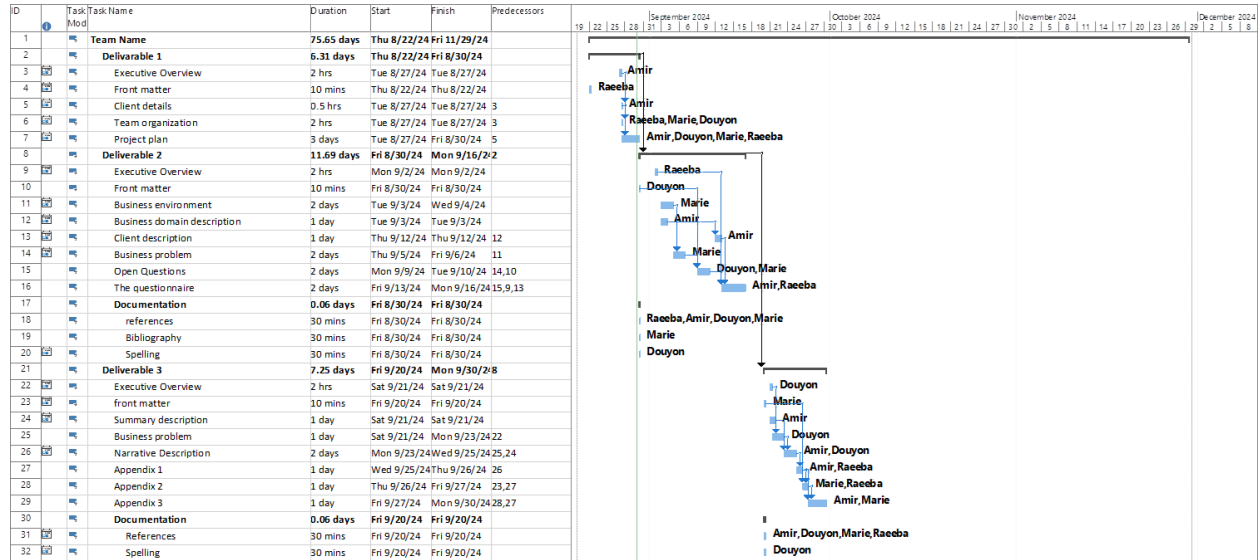 ID Task Mod Task Name Duration Start Finish Predecessors
September 2024 October 2024 November 2024 December 2024
19 22 25 28 31 3 6 9 12 15 18 21 24 27 30 3 6 9 12 15 18 21 24 27 30 2 5 8 11 14 17 20 23 26 29 2 5 8
1 Team Name 75.65 days Thu 8/22/24 Fri 11/29/24
2 Delivarable 1 6.31 days Thu 8/22/24 Fri 8/30/24
3 Executive Overview 2 hrs Tue 8/27/24 Tue 8/27/24 Amir
4 Front matter 10 mins Thu 8/22/24 Thu 8/22/24 Raeeba
5 Client details 0.5 hrs Tue 8/27/24 Tue 8/27/24 3 Amir
6 Team organization 2 hrs Tue 8/27/24 Tue 8/27/24 3 Raeeba,Marie,Douyon
7 Project plan 3 days Tue 8/27/24 Fri 8/30/24 5 Amir,Douyon,Marie,Raeeba
8 Deliverable 2 11.69 days Fri 8/30/24 Mon 9/16/24 2
9 Executive Overview 2 hrs Mon 9/2/24 Mon 9/2/24 Raeeba
10 Front matter 10 mins Fri 8/30/24 Fri 8/30/24 Douyon
11 Business environment 2 days Tue 9/3/24 Wed 9/4/24 Marie
12 Business domain description 1 day Tue 9/3/24 Tue 9/3/24 Amir
13 Client description 1 day Thu 9/12/24 Thu 9/12/24 12 Amir
14 Business problem 2 days Thu 9/5/24 Fri 9/6/24 11 Marie
15 Open Questions 2 days Mon 9/9/24 Tue 9/10/24 14,10 Douyon,Marie
16 The questionnaire 2 days Fri 9/13/24 Mon 9/16/24 15,9,13 Amir,Raeeba
17 Documentation 0.06 days Fri 8/30/24 Fri 8/30/24
18 references 30 mins Fri 8/30/24 Fri 8/30/24 Raeeba,Amir,Douyon,Marie
19 Bibliography 30 mins Fri 8/30/24 Fri 8/30/24 Marie
20 Spelling 30 mins Fri 8/30/24 Fri 8/30/24 Douyon
21 Deliverable 3 7.25 days Fri 9/20/24 Mon 9/30/24 8
22 Executive Overview 2 hrs Sat 9/21/24 Sat 9/21/24 Douyon
23 front matter 10 mins Fri 9/20/24 Fri 9/20/24 Marie
24 Summary description 1 day Sat 9/21/24 Sat 9/21/24 Amir
25 Business problem 1 day Sat 9/21/24 Mon 9/23/24 22 Douyon
26 Narrative Description 2 days Mon 9/23/24 Wed 9/25/24 25,24 Amir,Douyon
27 Appendix 1 1 day Wed 9/25/24 Thu 9/26/24 26 Amir,Raeeba
28 Appendix 2 1 day Thu 9/26/24 Fri 9/27/24 23,27 Marie,Raeeba
29 Appendix 3 1 day Fri 9/27/24 Mon 9/30/24 28,27 Amir,Marie
30 Documentation 0.06 days Fri 9/20/24 Fri 9/20/24
31 References 30 mins Fri 9/20/24 Fri 9/20/24 Amir,Douyon,Marie,Raeeba
32 Spelling 30 mins Fri 9/20/24 Fri 9/20/24 Douyon